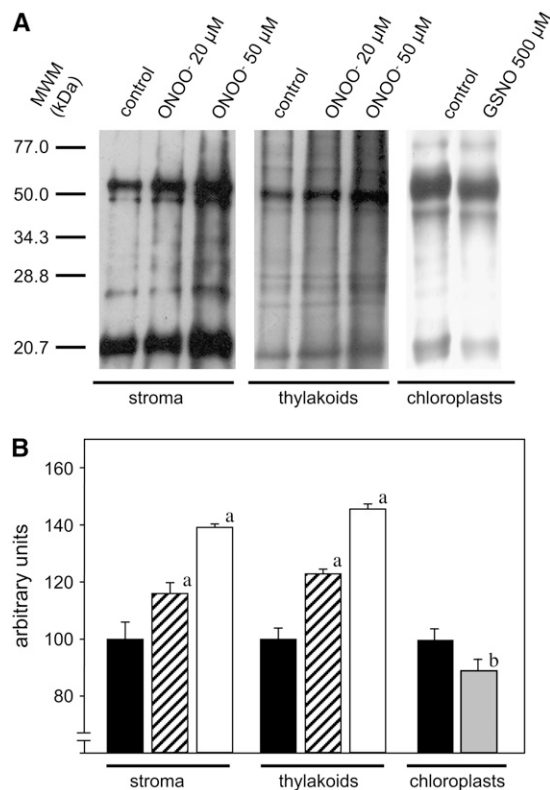 A
MWM
(kDa)
control
ONOO- 20 µM
ONOO- 50 µM
control
ONOO- 20 µM
ONOO- 50 µM
control
GSNO 500 µM
77.0
50.0
34.3
28.8
20.7
stroma
thylakoids
chloroplasts
B
arbitrary units
160
140
120
100
80
a
a
a
a
b
stroma
thylakoids
chloroplasts